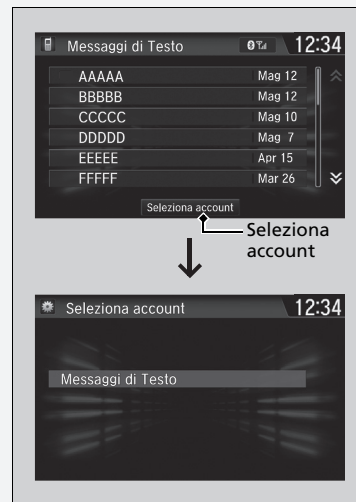 Messaggi di Testo 12:34
AAAAA Mag 12
BBBBB Mag 12
CCCCC Mag 10
DDDDD Mag 7
EEEEE Apr 15
FFFFF Mar 26
Seleziona account
Seleziona
account
Seleziona account 12:34
Messaggi di Testo